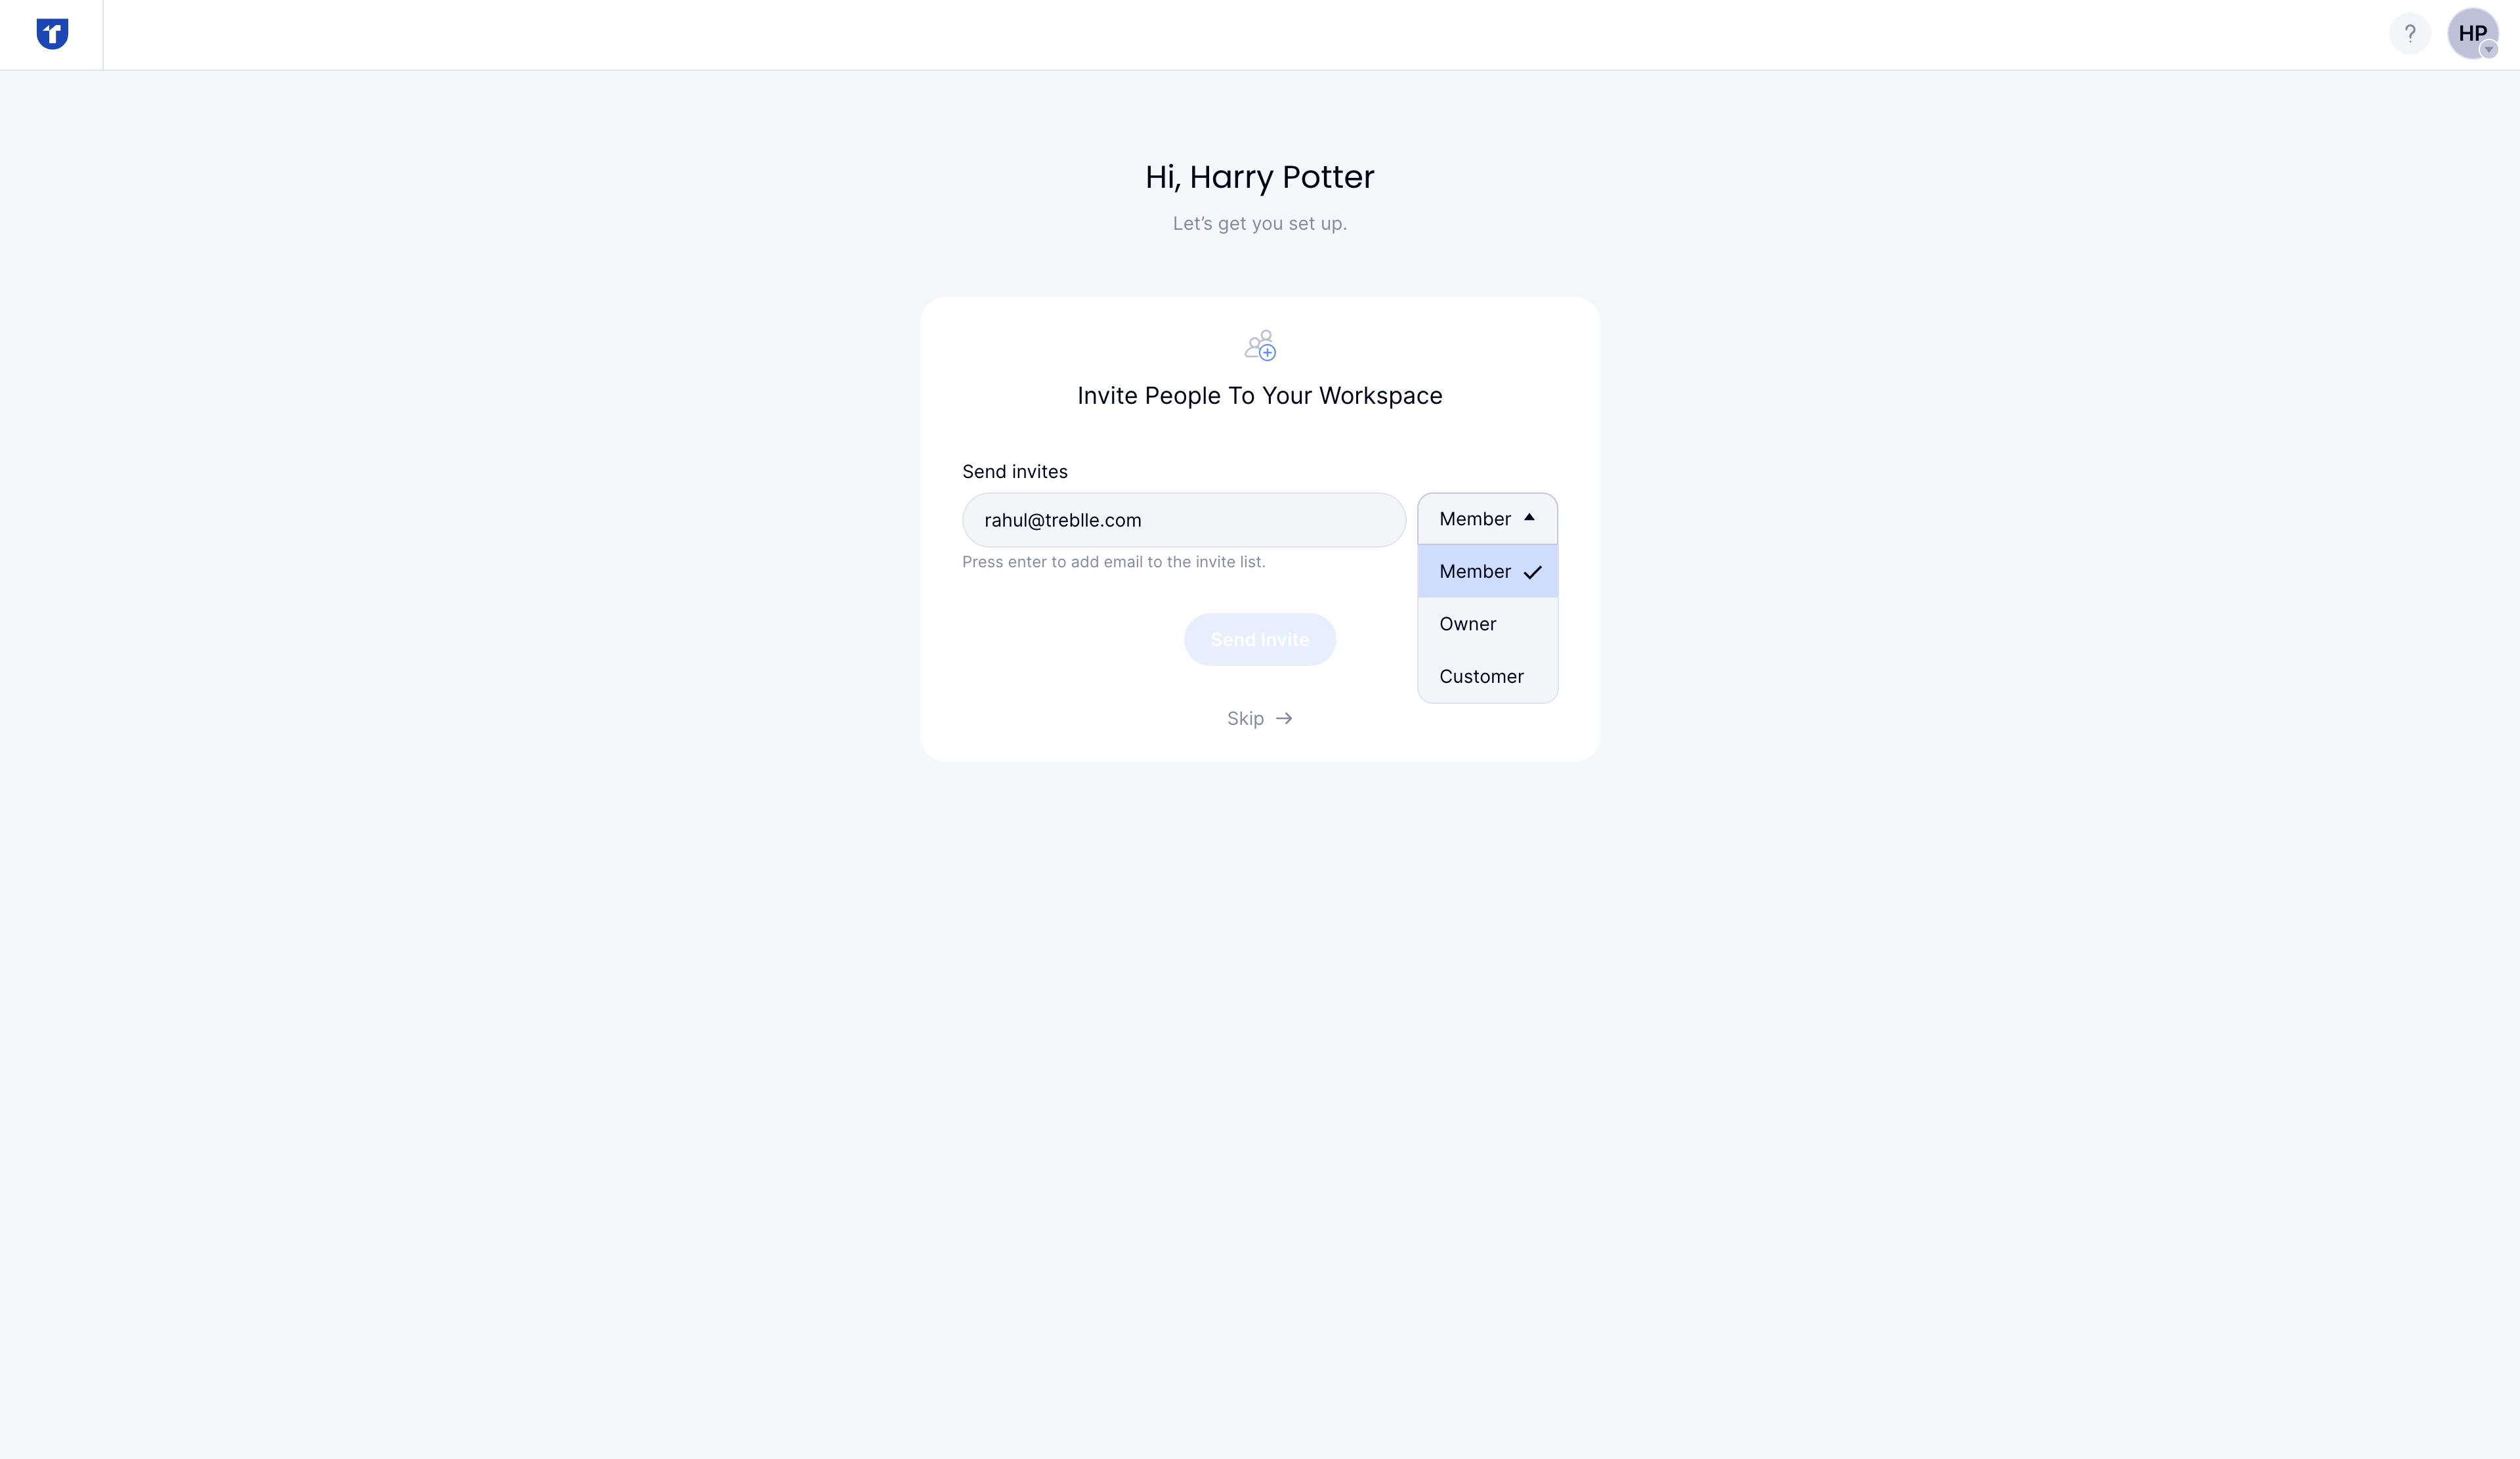 HP
Hi, Harry Potter
Let’s get you set up.
Invite People To Your Workspace
Send invites
rahul@treblle.com
Member
Press enter to add email to the invite list.
Member
Owner
Customer
Send Invite
Skip